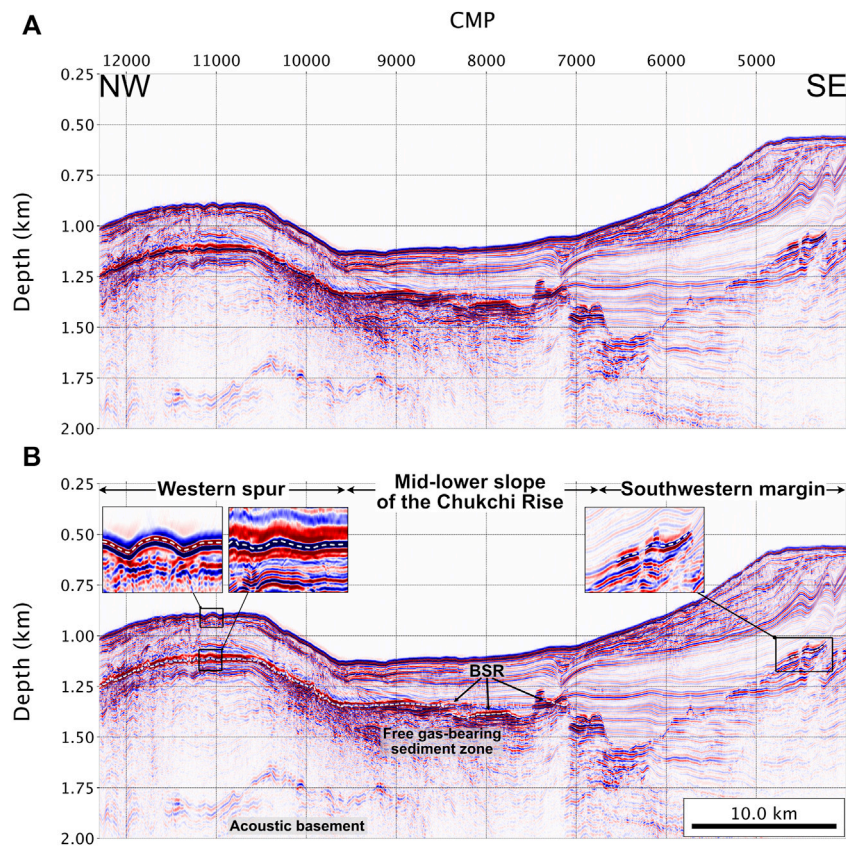 A
CMP
12000 11000 10000 9000 8000 7000 6000 5000
NW
SE
0.25
0.50
0.75
1.00
1.25
1.50
1.75
2.00
Depth (km)
B
Western spur
Mid-lower slope
of the Chukchi Rise
Southwestern margin
0.25
0.50
0.75
1.00
1.25
1.50
1.75
2.00
Depth (km)
BSR
Free gas-bearing
sediment zone
Acoustic basement
10.0 km